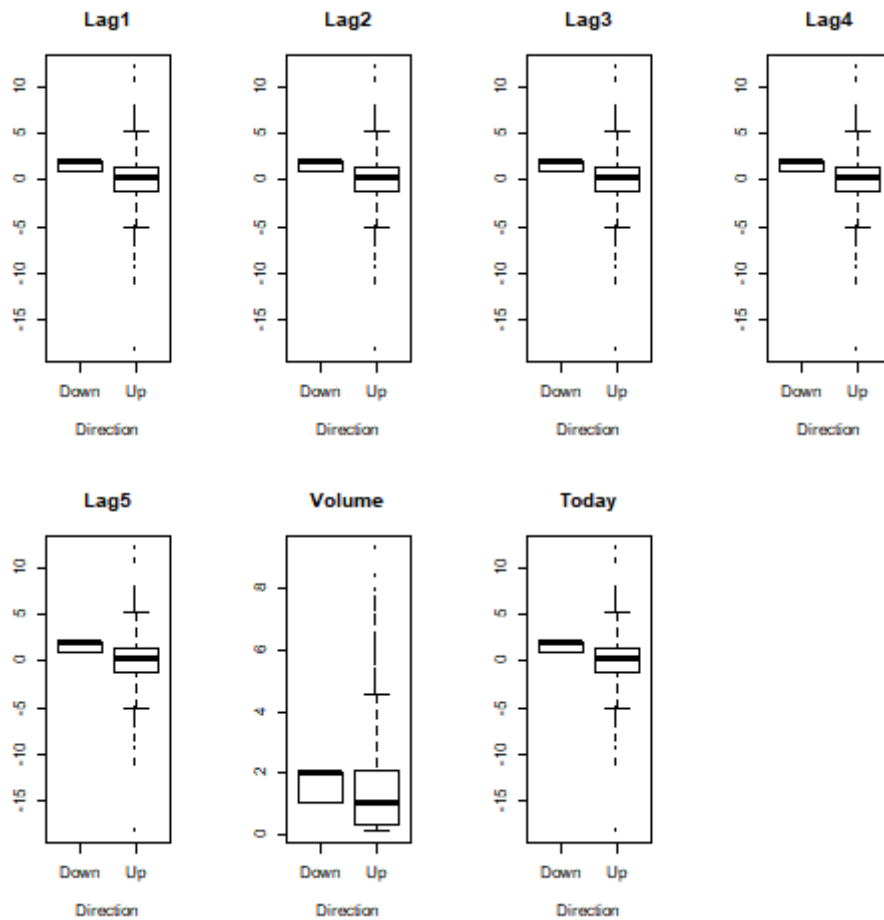 Lag1 Lag2 Lag3 Lag4
10 10 10 10
5 5 5 5
0 0 0 0
-5 -5 -5 -5
-10 -10 -10 -10
-15 -15 -15 -15
Down Up Down Up Down Up Down Up
Direction Direction Direction Direction
Lag5 Volume Today
10 8 10
5 6 5
0 4 0
-5 2 -5
-10 0 -10
-15 -15
Down Up Down Up Down Up
Direction Direction Direction